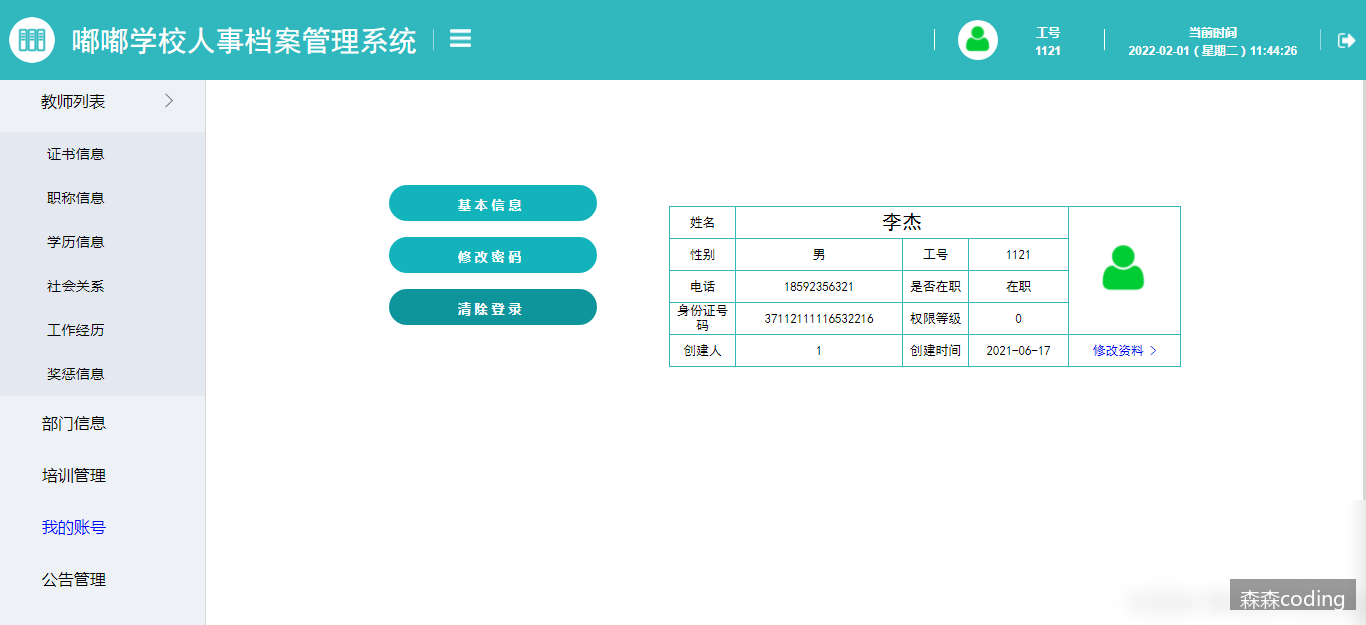 嘟嘟学校人事档案管理系统
工号
1121
当前时间
2022-02-01 ( 星期二 ) 11:44:26
教师列表
证书信息
职称信息
学历信息
社会关系
工作经历
奖惩信息
部门信息
培训管理
我的账号
公告管理
基本信息
修改密码
清除登录
姓名 李杰
性别 男 工号 1121
电话 18592356321 是否在职 在职
身份证号码 37112111116532216 权限等级 0
创建人 1 创建时间 2021-06-17 修改资料
森森coding